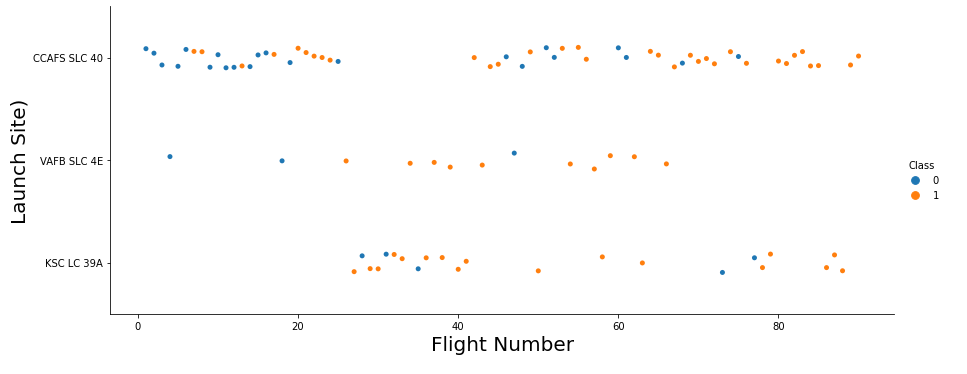 CCAFS SLC 40
VAFB SLC 4E
KSC LC 39A
Launch Site)
0
20
40
60
80
Flight Number
Class
0
1